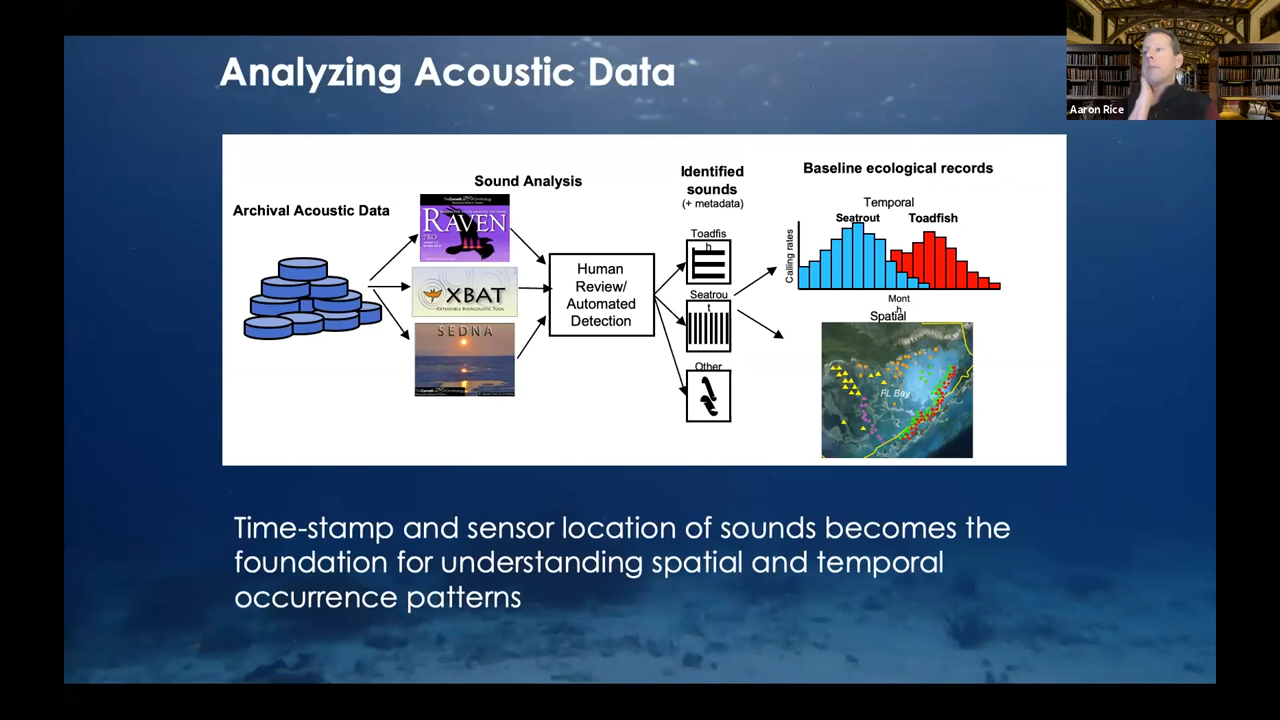 Analyzing Acoustic Data
Aaron Rice
Archival Acoustic Data
Sound Analysis
RAVEN
PRO
XBAT
EXTENSIBLE BIOACOUSTIC TOOL
SEDNA
Human
Review/
Automated
Detection
Identified
sounds
(+ metadata)
Toadfis
h
Seatrou
t
Other
Baseline ecological records
Temporal
Seatrout
Toadfish
Calling rates
Mont
h
Spatial
FL Bay
Time-stamp and sensor location of sounds becomes the
foundation for understanding spatial and temporal
occurrence patterns